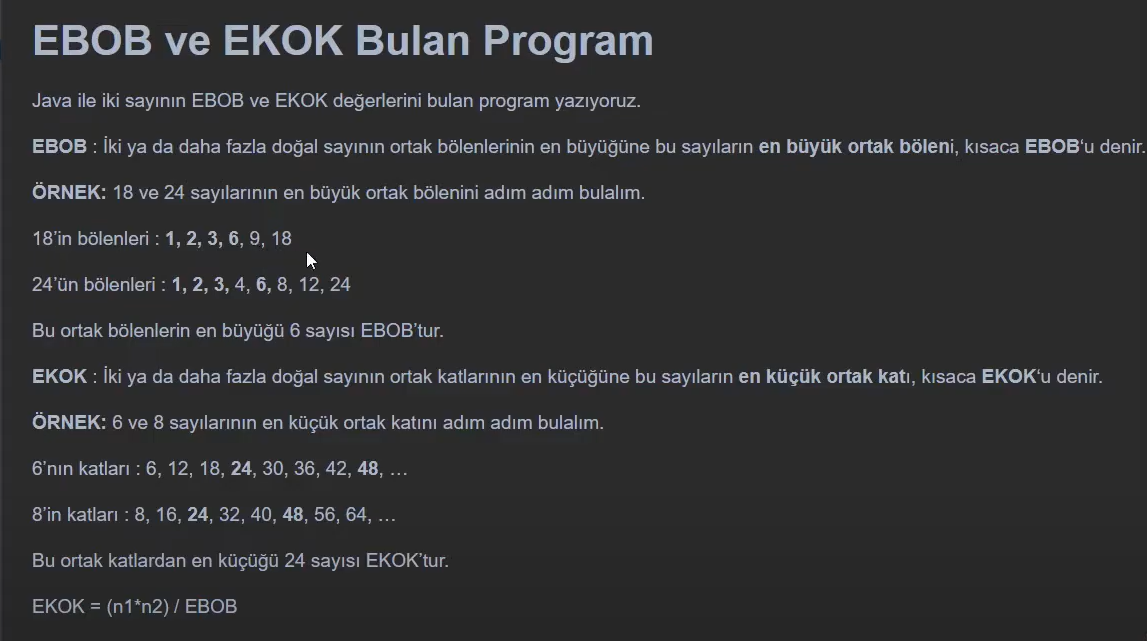 EBOB ve EKOK Bulan Program
Java ile iki sayının EBOB ve EKOK değerlerini bulan program yazıyoruz.
EBOB : İki ya da daha fazla doğal sayının ortak bölenlerinin en büyüğüne bu sayıların en büyük ortak böleni, kısaca EBOB‘u denir.
ÖRNEK: 18 ve 24 sayılarının en büyük ortak bölenini adım adım bulalım.
18’in bölenleri : 1, 2, 3, 6, 9, 18
24’ün bölenleri : 1, 2, 3, 4, 6, 8, 12, 24
Bu ortak bölenlerin en büyüğü 6 sayısı EBOB’tur.
EKOK : İki ya da daha fazla doğal sayının ortak katlarının en küçüğüne bu sayıların en küçük ortak katı, kısaca EKOK‘u denir.
ÖRNEK: 6 ve 8 sayılarının en küçük ortak katını adım adım bulalım.
6’nın katları : 6, 12, 18, 24, 30, 36, 42, 48, …
8’in katları : 8, 16, 24, 32, 40, 48, 56, 64, …
Bu ortak katlardan en küçüğü 24 sayısı EKOK’tur.
EKOK = (n1*n2) / EBOB